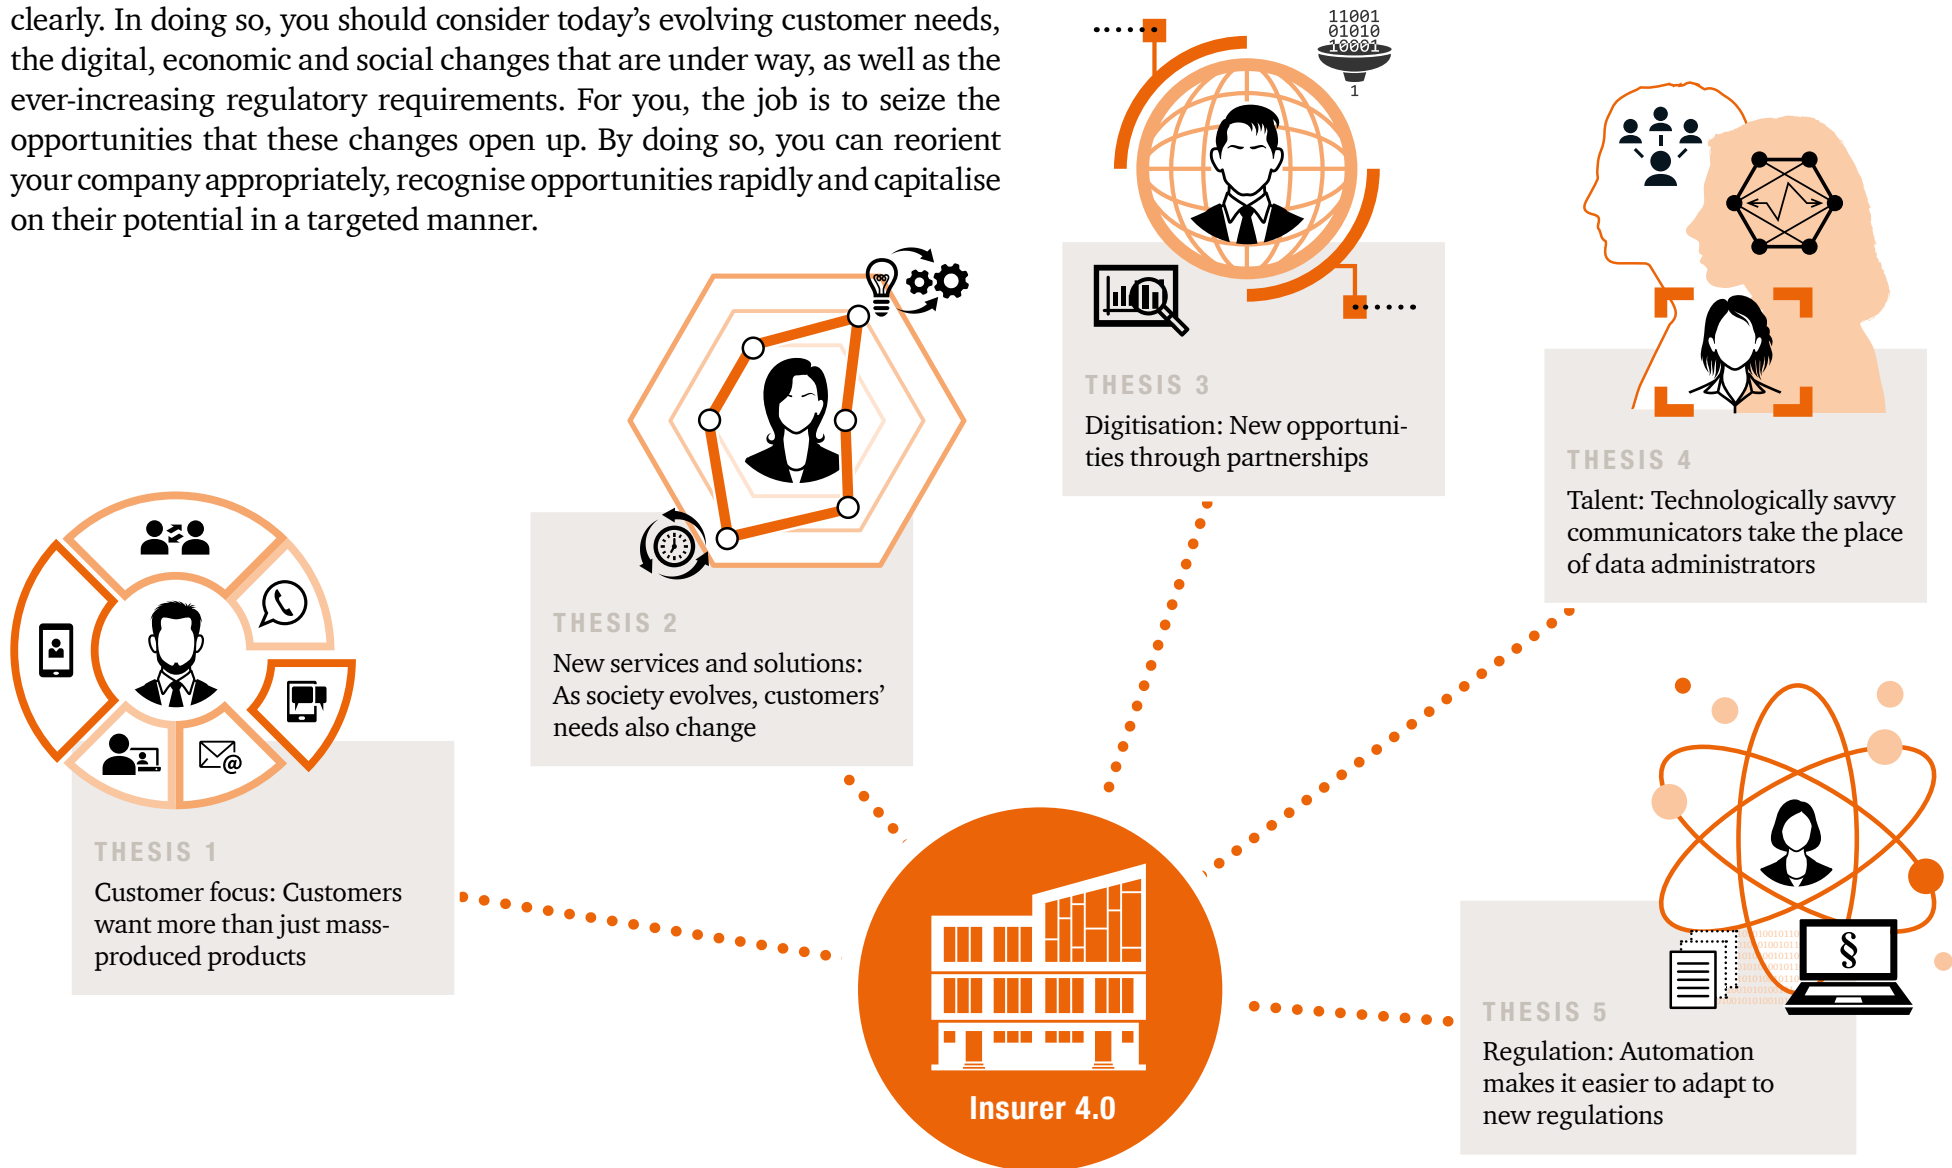 clearly. In doing so, you should consider today’s evolving customer needs,
the digital, economic and social changes that are under way, as well as the
ever-increasing regulatory requirements. For you, the job is to seize the
opportunities that these changes open up. By doing so, you can reorient
your company appropriately, recognise opportunities rapidly and capitalise
on their potential in a targeted manner.
11001
01010
10001
1
THESIS 3
Digitisation: New opportuni-
ties through partnerships
THESIS 4
Talent: Technologically savvy
communicators take the place
of data administrators
THESIS 2
New services and solutions:
As society evolves, customers’
needs also change
@
THESIS 1
Customer focus: Customers
want more than just mass-
produced products
§
THESIS 5
Regulation: Automation
makes it easier to adapt to
new regulations
Insurer 4.0